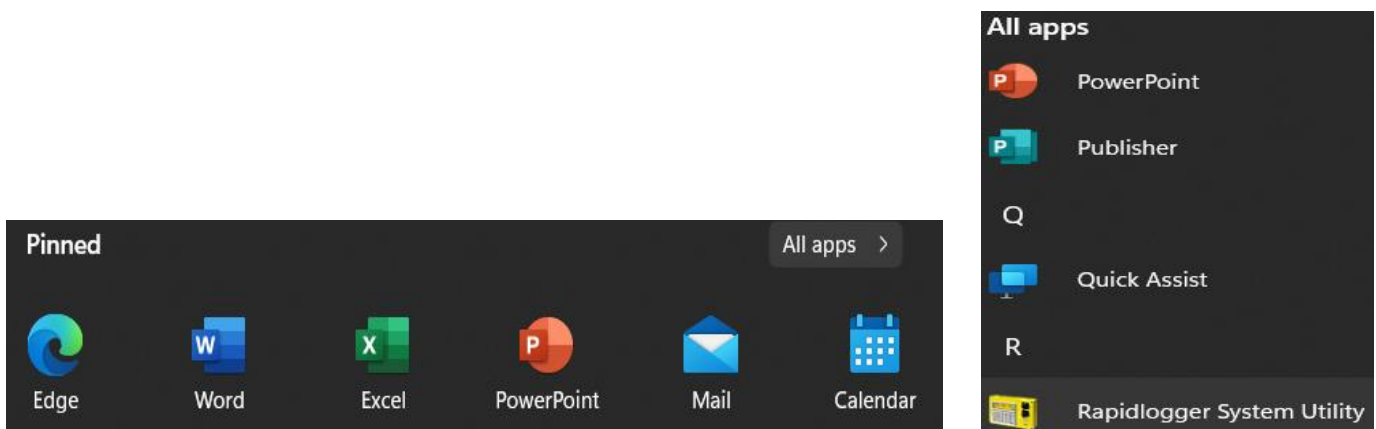 Pinned
All apps >
Edge Word Excel PowerPoint Mail Calendar
All apps
PowerPoint
Publisher
Q
Quick Assist
R
Rapidlogger System Utility